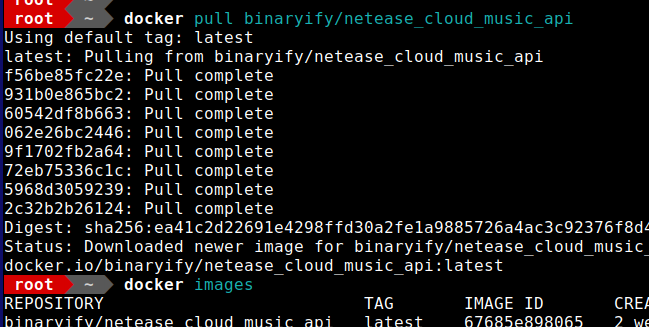 root ~
root ~ docker pull binaryify/netease_cloud_music_api
Using default tag: latest
latest: Pulling from binaryify/netease_cloud_music_api
f56be85fc22e: Pull complete
931b0e865bc2: Pull complete
60542df8b663: Pull complete
062e26bc2446: Pull complete
9f1702fb2a64: Pull complete
72eb75336c1c: Pull complete
5968d3059239: Pull complete
2c32b2b26124: Pull complete
Digest: sha256:ea41c2d22691e4298ffd30a2fe1a9885726a4ac3c92376f8d4
Status: Downloaded newer image for binaryify/netease_cloud_music_
docker.io/binaryify/netease_cloud_music_api:latest
root ~ docker images
REPOSITORY TAG IMAGE ID CREA
binaryify/netease_cloud_music_api latest 67685e898065 2 we